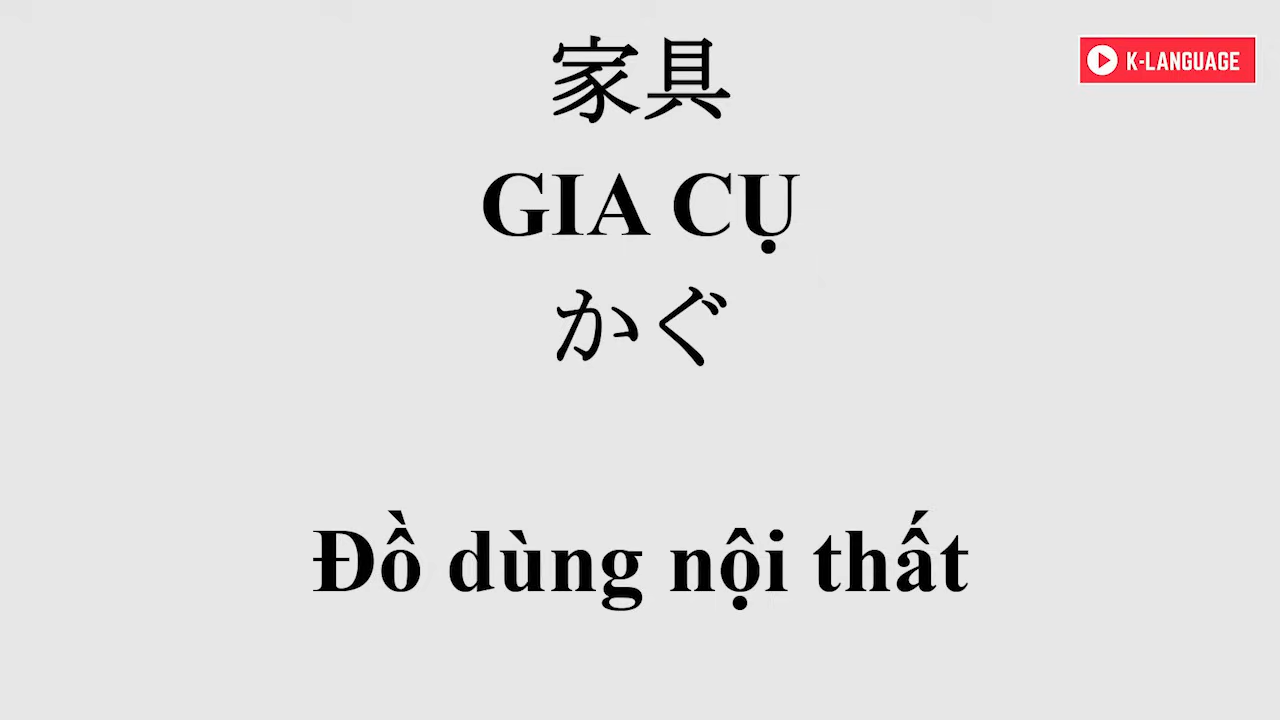 家具
K-LANGUAGE
GIA CỤ
かぐ
Đồ dùng nội thất